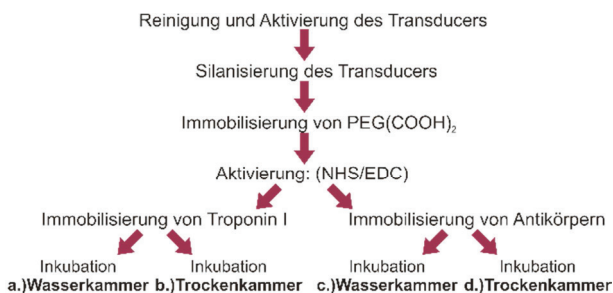 Reinigung und Aktivierung des Transducers
Silanisierung des Transducers
Immobilisierung von PEG(COOH)₂
Aktivierung: (NHS/EDC)
Immobilisierung von Troponin I Immobilisierung von Antikörpern
Inkubation Inkubation Inkubation Inkubation
a.)Wasserkammer b.)Trockenkammer c.)Wasserkammer d.)Trockenkammer